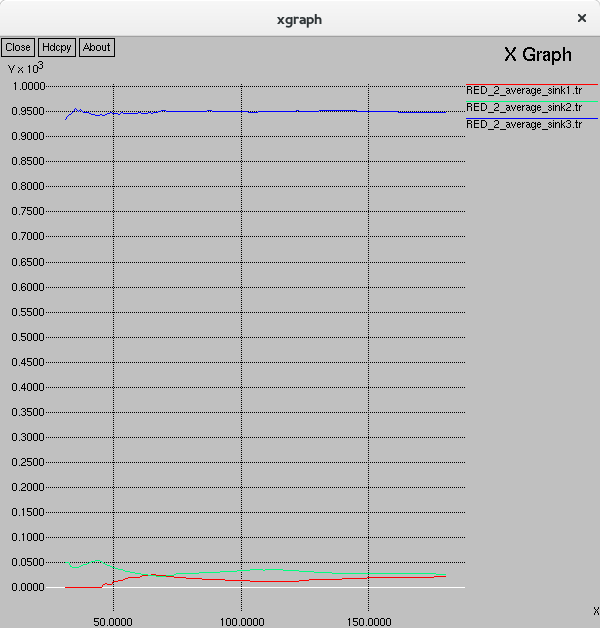 xgraph
×
Close Hdcpy About
X Graph
Y x 10³
RED_2_average_sink1.tr
RED_2_average_sink2.tr
RED_2_average_sink3.tr
1.0000
0.9500
0.9000
0.8500
0.8000
0.7500
0.7000
0.6500
0.6000
0.5500
0.5000
0.4500
0.4000
0.3500
0.3000
0.2500
0.2000
0.1500
0.1000
0.0500
0.0000
X
50.0000 100.0000 150.0000